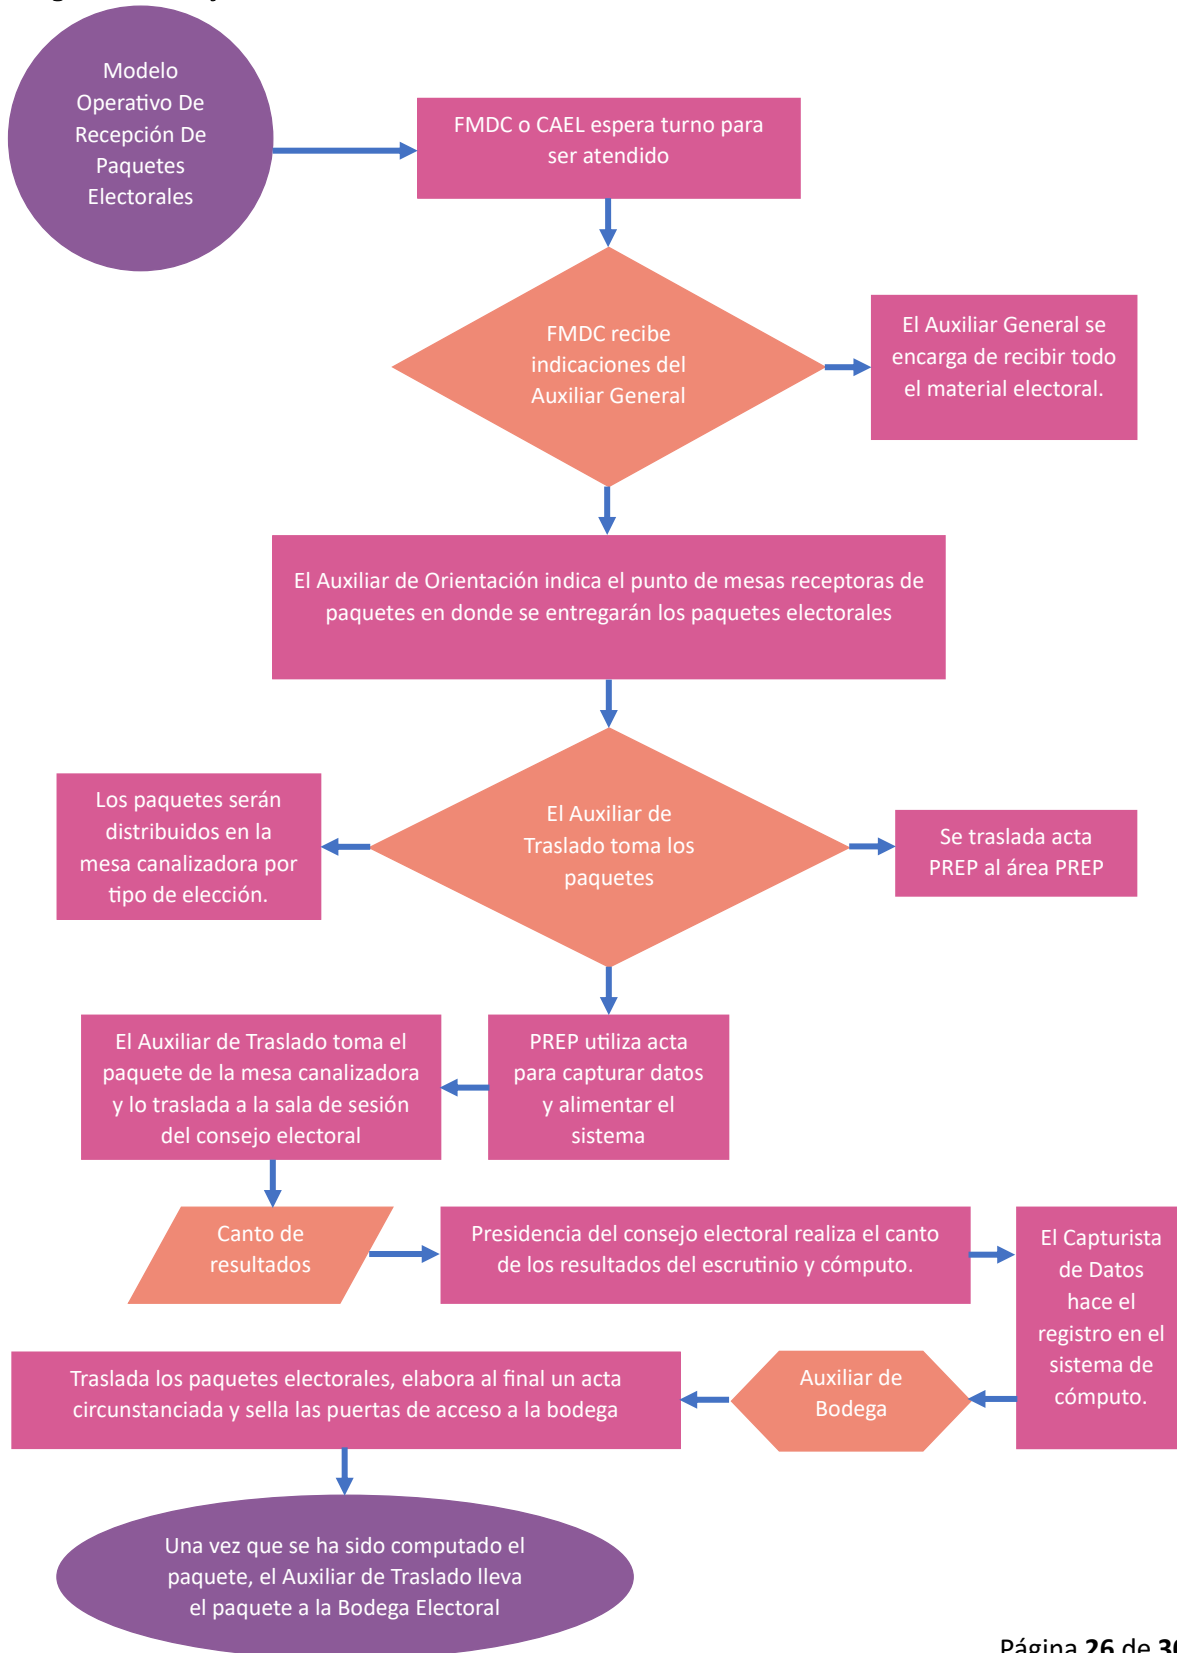 Modelo
Operativo De
Recepción De
Paquetes
Electorales
FMDC o CAEL espera turno para
ser atendido
FMDC recibe
indicaciones del
Auxiliar General
El Auxiliar General se
encarga de recibir todo
el material electoral.
El Auxiliar de Orientación indica el punto de mesas receptoras de
paquetes en donde se entregarán los paquetes electorales
Los paquetes serán
distribuidos en la
mesa canalizadora por
tipo de elección.
El Auxiliar de
Traslado toma los
paquetes
Se traslada acta
PREP al área PREP
El Auxiliar de Traslado toma el
paquete de la mesa canalizadora
y lo traslada a la sala de sesión
del consejo electoral
PREP utiliza acta
para capturar datos
y alimentar el
sistema
Canto de
resultados
Presidencia del consejo electoral realiza el canto
de los resultados del escrutinio y cómputo.
El Capturista
de Datos
hace el
registro en el
sistema de
cómputo.
Auxiliar de
Bodega
Traslada los paquetes electorales, elabora al final un acta
circunstanciada y sella las puertas de acceso a la bodega
Una vez que se ha sido computado el
paquete, el Auxiliar de Traslado lleva
el paquete a la Bodega Electoral
Página 26 de 30